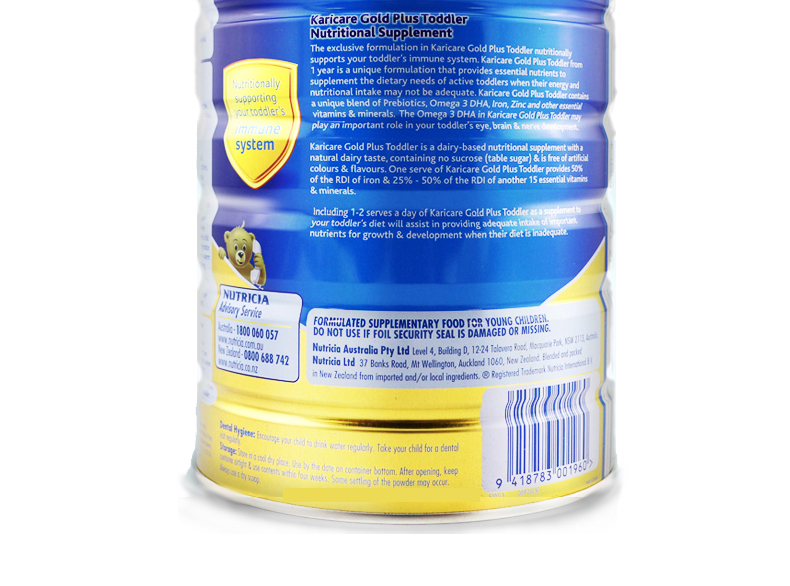 Karicare Gold Plus Toddler
Nutritional Supplement
The exclusive formulation in Karicare Gold Plus Toddler nutritionally
supports your toddler's immune system. Karicare Gold Plus Toddler from
1 year is a unique formulation that provides essential nutrients to
supplement the dietary needs of active toddlers when their energy and
nutritional intake may not be adequate. Karicare Gold Plus Toddler contains
a unique blend of Prebiotics, Omega 3 DHA, Iron, Zinc and other essential
vitamins & minerals. The Omega 3 DHA in Karicare Gold Plus Toddler may
play an important role in your toddler's eye, brain & nerve development.
Nutritionally
supporting
your toddler's
immune
system
Karicare Gold Plus Toddler is a dairy-based nutritional supplement with a
natural dairy taste, containing no sucrose (table sugar) & is free of artificial
colours & flavours. One serve of Karicare Gold Plus Toddler provides 50%
of the RDI of iron & 25% - 50% of the RDI of another 15 essential vitamins
& minerals.
Including 1-2 serves a day of Karicare Gold Plus Toddler as a supplement to
your toddler's diet will assist in providing adequate intake of important
nutrients for growth & development when their diet is inadequate.
NUTRICIA
Advisory Service
Australia - 1800 060 057
www.nutricia.com.au
New Zealand - 0800 688 742
www.nutricia.co.nz
FORMULATED SUPPLEMENTARY FOOD FOR YOUNG CHILDREN.
DO NOT USE IF FOIL SECURITY SEAL IS DAMAGED OR MISSING.
Nutricia Australia Pty Ltd Level 4, Building D, 12-24 Talavera Road, Macquarie Park, NSW 2113, Australia.
Nutricia Ltd 37 Banks Road, Mt Wellington, Auckland 1060, New Zealand. Blended and packed
in New Zealand from imported and/or local ingredients. ® Registered Trademark Nutricia International B.V.
Dental Hygiene: Encourage your child to drink water regularly. Take your child for a dental
visit regularly.
Storage: Store in a cool dry place. Use by the date on container bottom. After opening, keep
container airtight & use contents within four weeks. Some settling of the powder may occur.
Always use a dry scoop.
9 418783 001960